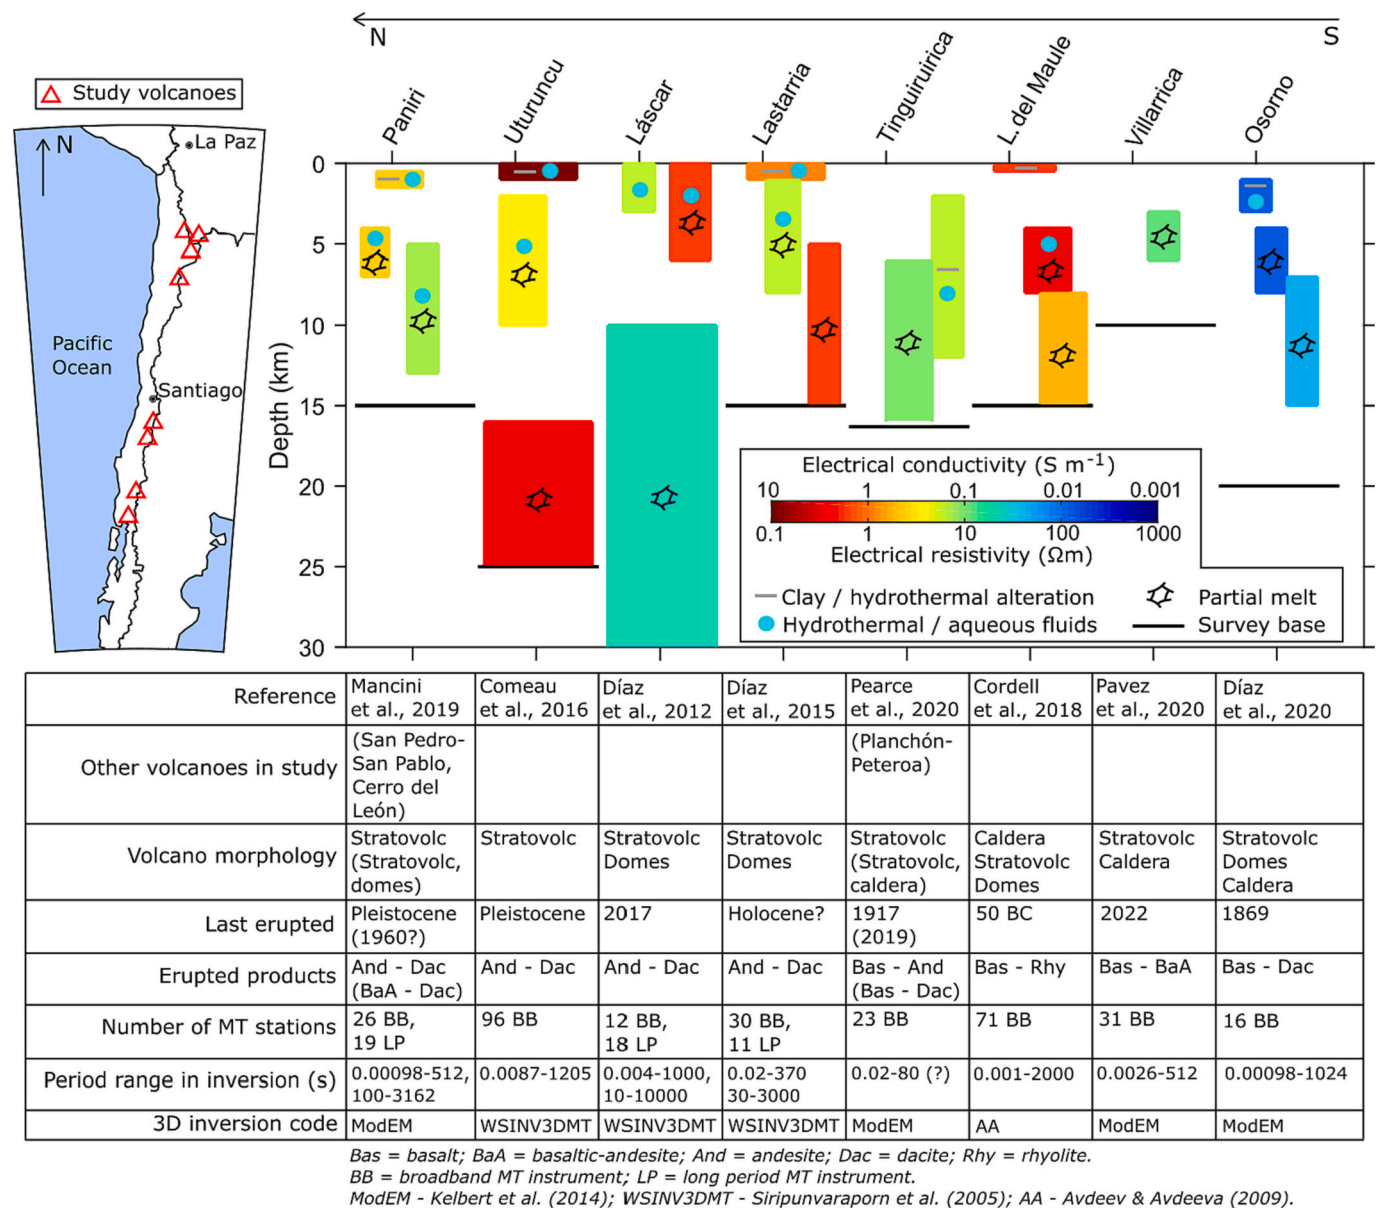 N
S
Paniri
Uturuncu
Láscar
Lastarria
Tinguiruirica
L.del Maule
Villarrica
Osorno
Study volcanoes
N
La Paz
Pacific
Ocean
Santiago
Depth (km)
0
5
10
15
20
25
30
Electrical conductivity (S m⁻¹)
10 1 0.1 0.01 0.001
0.1 1 10 100 1000
Electrical resistivity (Ωm)
Clay / hydrothermal alteration
Partial melt
Hydrothermal / aqueous fluids
Survey base
Reference
Mancini
et al., 2019
Comeau
et al., 2016
Díaz
et al., 2012
Díaz
et al., 2015
Pearce
et al., 2020
Cordell
et al., 2018
Pavez
et al., 2020
Díaz
et al., 2020
Other volcanoes in study
(San Pedro-
San Pablo,
Cerro del
León)
(Planchón-
Peteroa)
Volcano morphology
Stratovolc
(Stratovolc,
domes)
Stratovolc
Stratovolc
Domes
Stratovolc
Domes
Stratovolc
(Stratovolc,
caldera)
Caldera
Stratovolc
Domes
Stratovolc
Caldera
Stratovolc
Domes
Caldera
Last erupted
Pleistocene
(1960?)
Pleistocene
2017
Holocene?
1917
(2019)
50 BC
2022
1869
Erupted products
And - Dac
(BaA - Dac)
And - Dac
And - Dac
And - Dac
Bas - And
(Bas - Dac)
Bas - Rhy
Bas - BaA
Bas - Dac
Number of MT stations
26 BB,
19 LP
96 BB
12 BB,
18 LP
30 BB,
11 LP
23 BB
71 BB
31 BB
16 BB
Period range in inversion (s)
0.00098-512,
100-3162
0.0087-1205
0.004-1000,
10-10000
0.02-370
30-3000
0.02-80 (?)
0.001-2000
0.0026-512
0.00098-1024
3D inversion code
ModEM
WSINV3DMT
WSINV3DMT
WSINV3DMT
ModEM
AA
ModEM
ModEM
Bas = basalt; BaA = basaltic-andesite; And = andesite; Dac = dacite; Rhy = rhyolite.
BB = broadband MT instrument; LP = long period MT instrument.
ModEM - Kelbert et al. (2014); WSINV3DMT - Siripunvaraporn et al. (2005); AA - Avdeev & Avdeeva (2009).